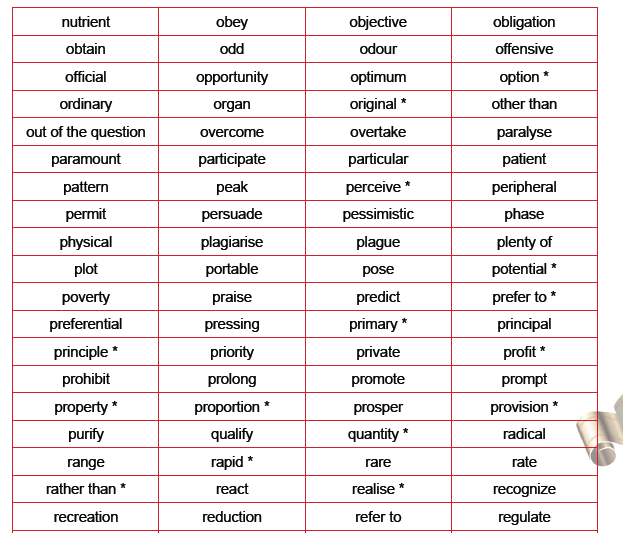 nutrient obey objective obligation
obtain odd odour offensive
official opportunity optimum option *
ordinary organ original * other than
out of the question overcome overtake paralyse
paramount participate particular patient
pattern peak perceive * peripheral
permit persuade pessimistic phase
physical plagiarise plague plenty of
plot portable pose potential *
poverty praise predict prefer to *
preferential pressing primary * principal
principle * priority private profit *
prohibit prolong promote prompt
property * proportion * prosper provision *
purify qualify quantity * radical
range rapid * rare rate
rather than * react realise * recognize
recreation reduction refer to regulate